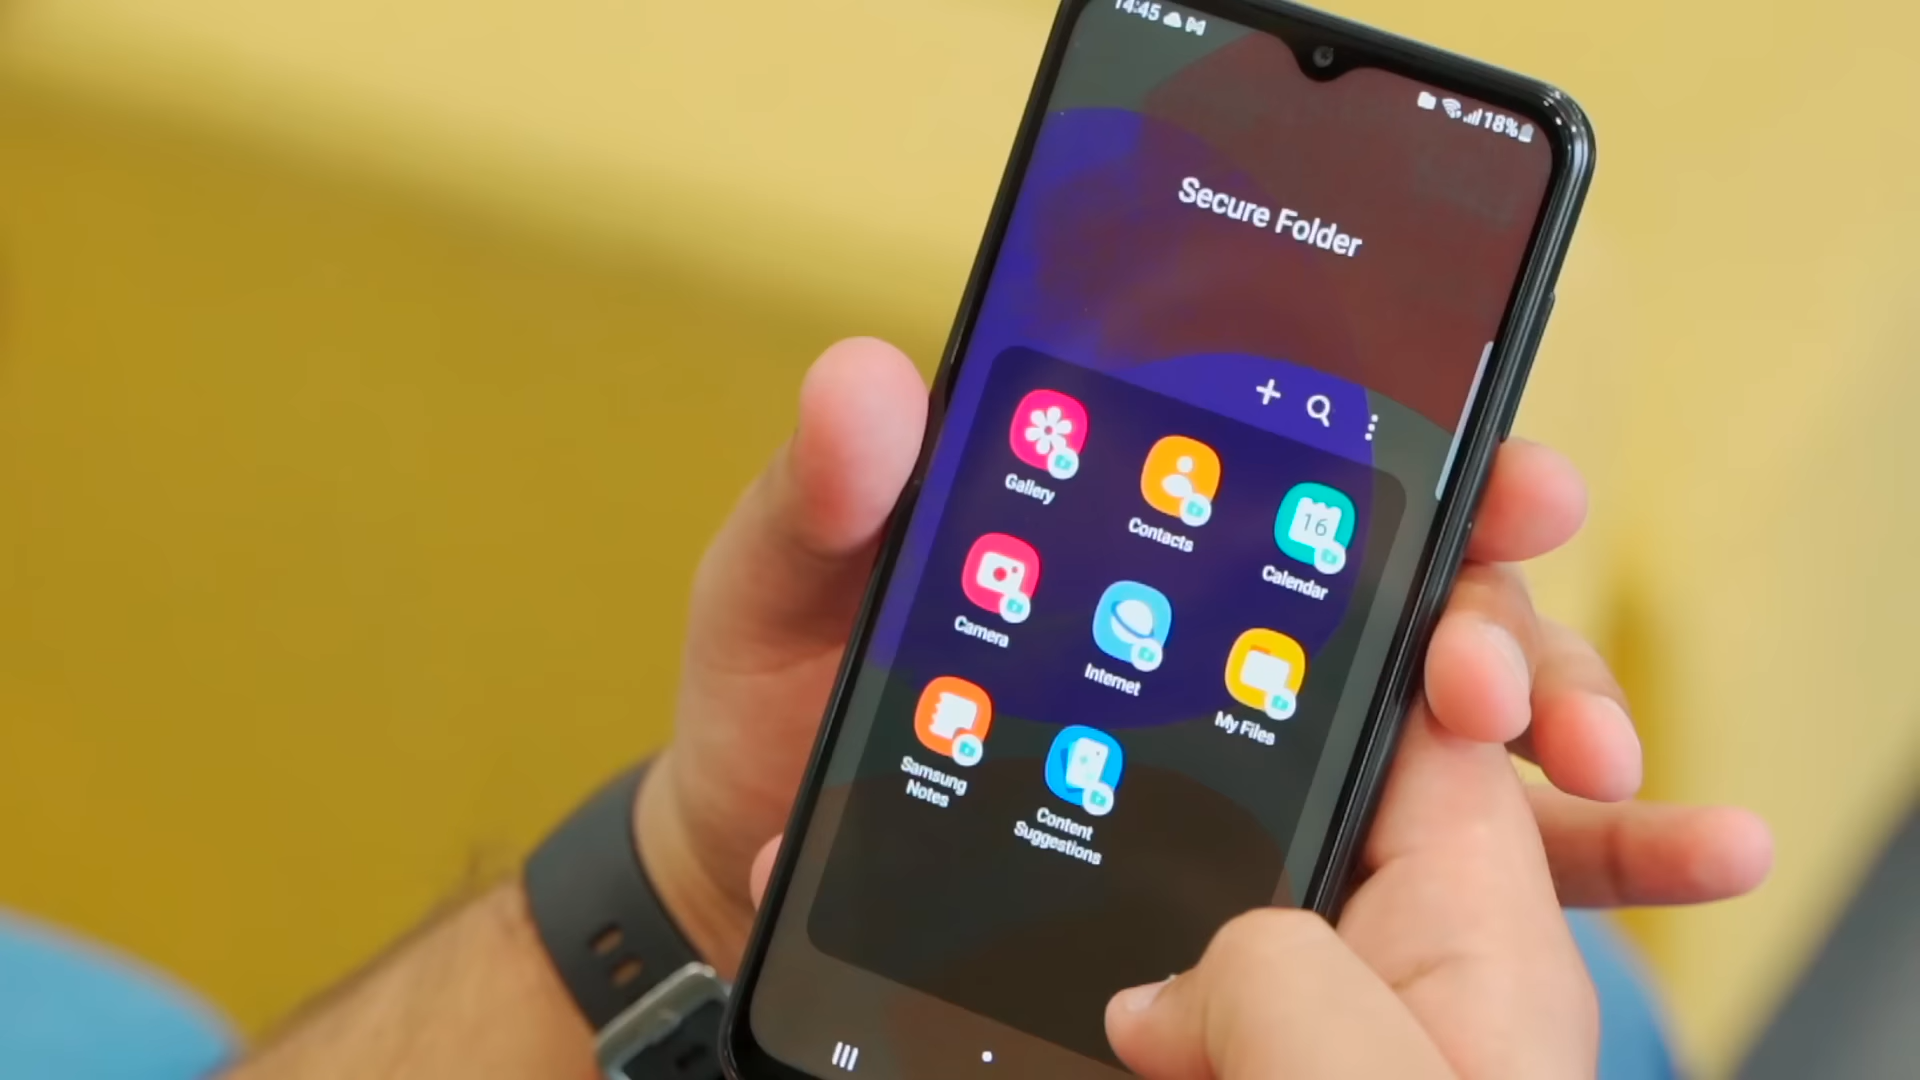 14:45
18%
Secure Folder
Gallery
Contacts
16
Calendar
Camera
Internet
My Files
Samsung
Notes
Content
Suggestions